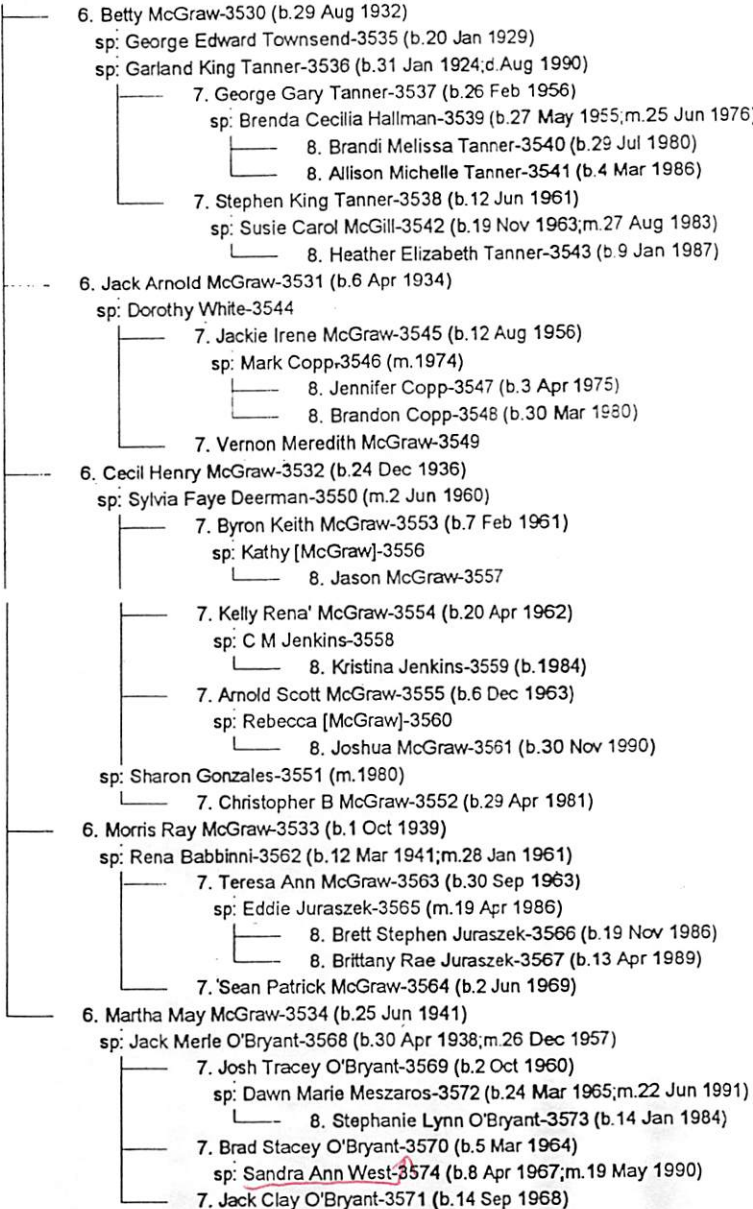 6. Betty McGraw-3530 (b.29 Aug 1932)
sp: George Edward Townsend-3535 (b.20 Jan 1929)
sp: Garland King Tanner-3536 (b.31 Jan 1924;d.Aug 1990)
7. George Gary Tanner-3537 (b.26 Feb 1956)
sp: Brenda Cecilia Hallman-3539 (b.27 May 1955;m.25 Jun 1976)
8. Brandi Melissa Tanner-3540 (b.29 Jul 1980)
8. Allison Michelle Tanner-3541 (b.4 Mar 1986)
7. Stephen King Tanner-3538 (b.12 Jun 1961)
sp: Susie Carol McGill-3542 (b.19 Nov 1963;m.27 Aug 1983)
8. Heather Elizabeth Tanner-3543 (b.9 Jan 1987)
6. Jack Arnold McGraw-3531 (b.6 Apr 1934)
sp: Dorothy White-3544
7. Jackie Irene McGraw-3545 (b.12 Aug 1956)
sp: Mark Copp-3546 (m.1974)
8. Jennifer Copp-3547 (b.3 Apr 1975)
8. Brandon Copp-3548 (b.30 Mar 1980)
7. Vernon Meredith McGraw-3549
6. Cecil Henry McGraw-3532 (b.24 Dec 1936)
sp: Sylvia Faye Deerman-3550 (m.2 Jun 1960)
7. Byron Keith McGraw-3553 (b.7 Feb 1961)
sp: Kathy [McGraw]-3556
8. Jason McGraw-3557
7. Kelly Rena' McGraw-3554 (b.20 Apr 1962)
sp: C M Jenkins-3558
8. Kristina Jenkins-3559 (b.1984)
7. Arnold Scott McGraw-3555 (b.6 Dec 1963)
sp: Rebecca [McGraw]-3560
8. Joshua McGraw-3561 (b.30 Nov 1990)
sp: Sharon Gonzales-3551 (m.1980)
7. Christopher B McGraw-3552 (b.29 Apr 1981)
6. Morris Ray McGraw-3533 (b.1 Oct 1939)
sp: Rena Babbinni-3562 (b.12 Mar 1941;m.28 Jan 1961)
7. Teresa Ann McGraw-3563 (b.30 Sep 1963)
sp: Eddie Juraszek-3565 (m.19 Apr 1986)
8. Brett Stephen Juraszek-3566 (b.19 Nov 1986)
8. Brittany Rae Juraszek-3567 (b.13 Apr 1989)
7. Sean Patrick McGraw-3564 (b.2 Jun 1969)
6. Martha May McGraw-3534 (b.25 Jun 1941)
sp: Jack Merle O'Bryant-3568 (b.30 Apr 1938;m.26 Dec 1957)
7. Josh Tracey O'Bryant-3569 (b.2 Oct 1960)
sp: Dawn Marie Meszaros-3572 (b.24 Mar 1965;m.22 Jun 1991)
8. Stephanie Lynn O'Bryant-3573 (b.14 Jan 1984)
7. Brad Stacey O'Bryant-3570 (b.5 Mar 1964)
sp: Sandra Ann West-3574 (b.8 Apr 1967;m.19 May 1990)
7. Jack Clay O'Bryant-3571 (b.14 Sep 1968)